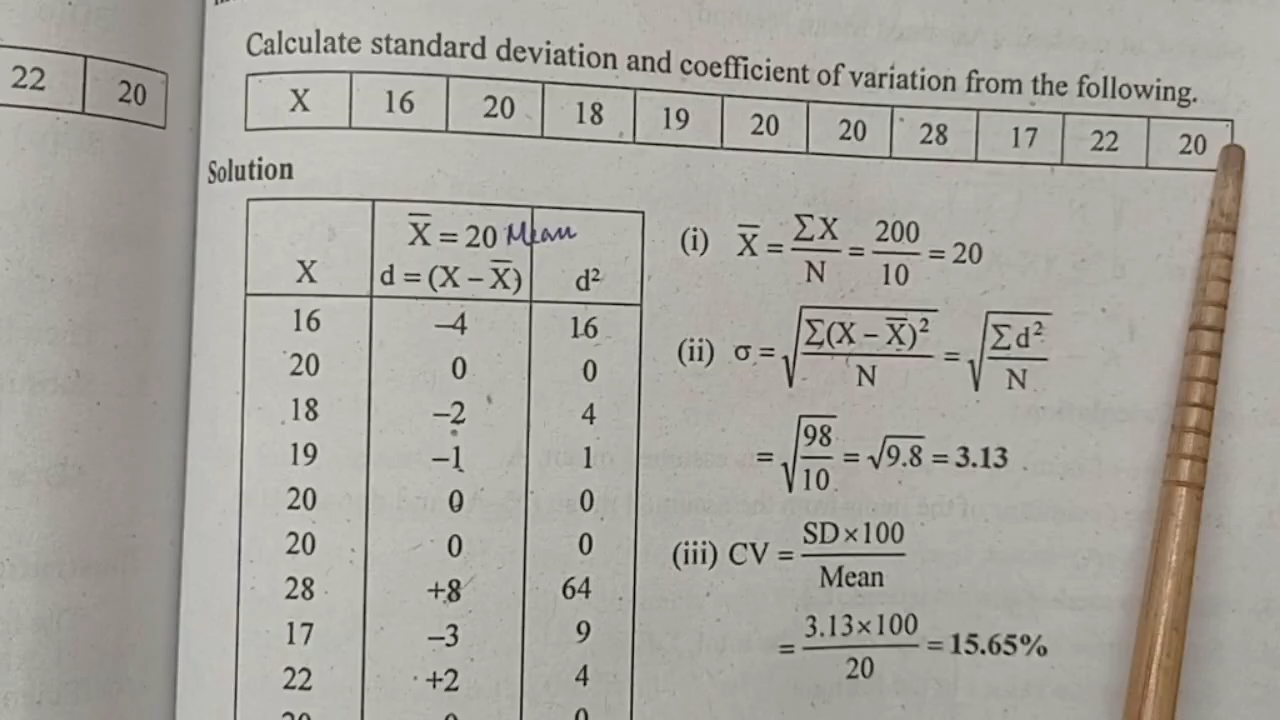 22 20
Calculate standard deviation and coefficient of variation from the following.
X 16 20 18 19 20 20 28 17 22 20
Solution
X̄ = 20 Mean
X d = (X – X̄) d²
16 –4 16
20 0 0
18 –2 4
19 –1 1
20 0 0
20 0 0
28 +8 64
17 –3 9
22 +2 4
20 0 0
(i) X̄ = ΣX/N = 200/10 = 20
(ii) σ = √(Σ(X – X̄)²/N) = √(Σd²/N)
= √(98/10) = √9.8 = 3.13
(iii) CV = SD×100/Mean
= 3.13×100/20 = 15.65%